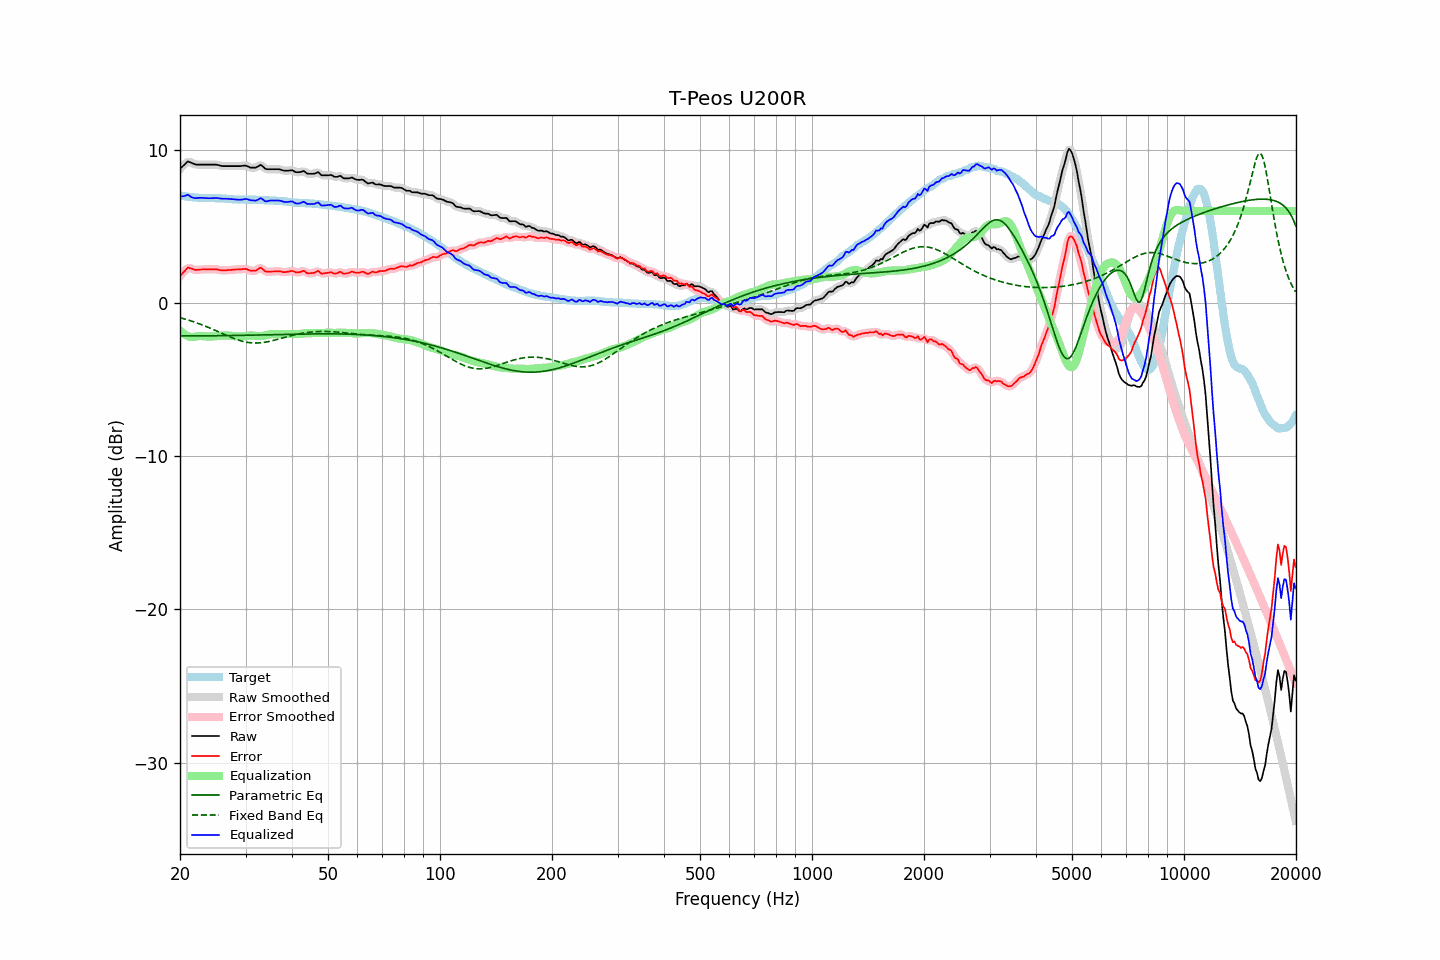 T-Peos U200R
Amplitude (dBr)
10
0
−10
−20
−30
Target
Raw Smoothed
Error Smoothed
Raw
Error
Equalization
Parametric Eq
Fixed Band Eq
Equalized
20 50 100 200 500 1000 2000 5000 10000 20000
Frequency (Hz)